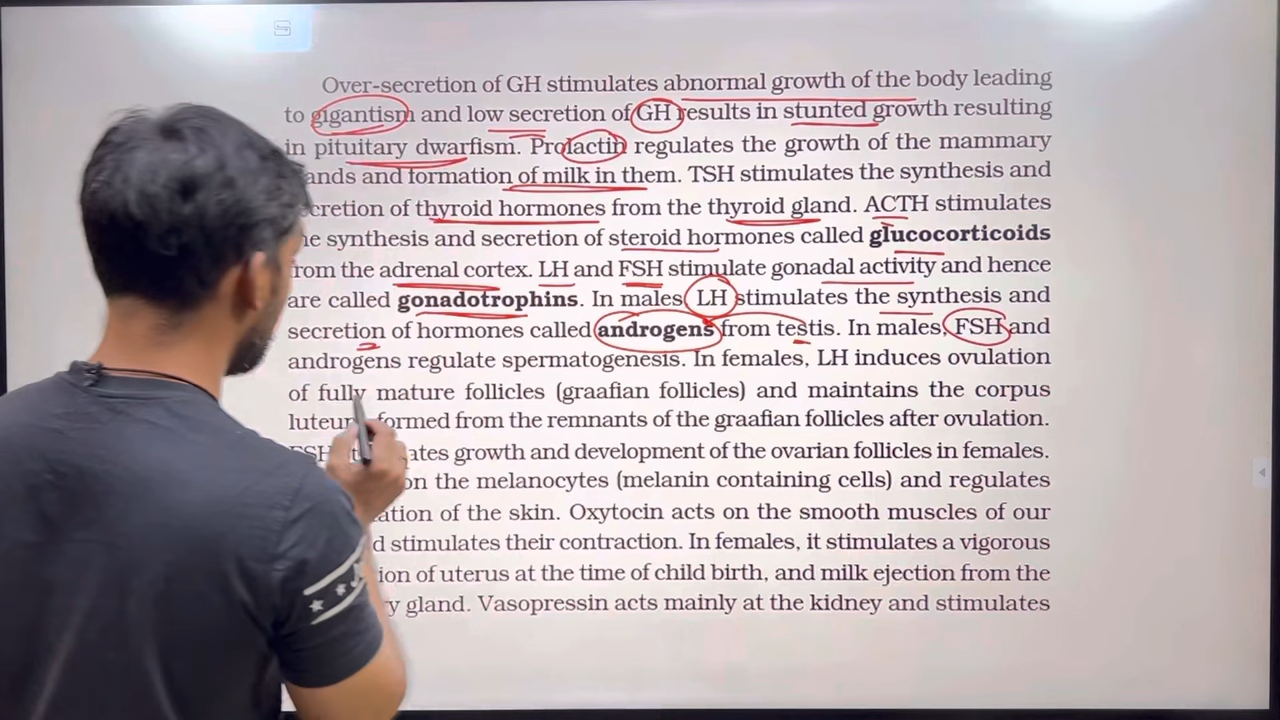 Over-secretion of GH stimulates abnormal growth of the body leading
to gigantism and low secretion of GH results in stunted growth resulting
in pituitary dwarfism. Prolactin regulates the growth of the mammary
and formation of milk in them. TSH stimulates the synthesis and
of thyroid hormones from the thyroid gland. ACTH stimulates
synthesis and secretion of steroid hormones called glucocorticoids
from the adrenal cortex. LH and FSH stimulate gonadal activity and hence
are called gonadotrophins. In males, LH stimulates the synthesis and
secretion of hormones called androgens from testis. In males, FSH and
androgens regulate spermatogenesis. In females, LH induces ovulation
of fully mature follicles (graafian follicles) and maintains the corpus
formed from the remnants of the graafian follicles after ovulation.
growth and development of the ovarian follicles in females.
on the melanocytes (melanin containing cells) and regulates
of the skin. Oxytocin acts on the smooth muscles of our
stimulates their contraction. In females, it stimulates a vigorous
of uterus at the time of child birth, and milk ejection from the
gland. Vasopressin acts mainly at the kidney and stimulates